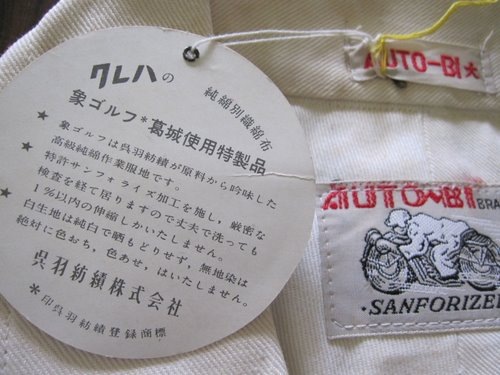 クレハの
純綿別織綿布
象ゴルフ*葛城使用特製品
★ 象ゴルフは呉羽紡績が原料から吟味した
高級純綿作業服地です。
★ 特許サンフォライズ加工を施し、厳密な
検査を経て居りますので丈夫で洗っても
1%以内の伸縮しかいたしません。
★ 白生地は純白で晒もどりせず、無地染は
絶対に色おち、色あせ、はいたしません。
呉羽紡績株式会社
*印呉羽紡績登録商標
AUTO-BI★
AUTO-BI BRA
·SANFORIZE